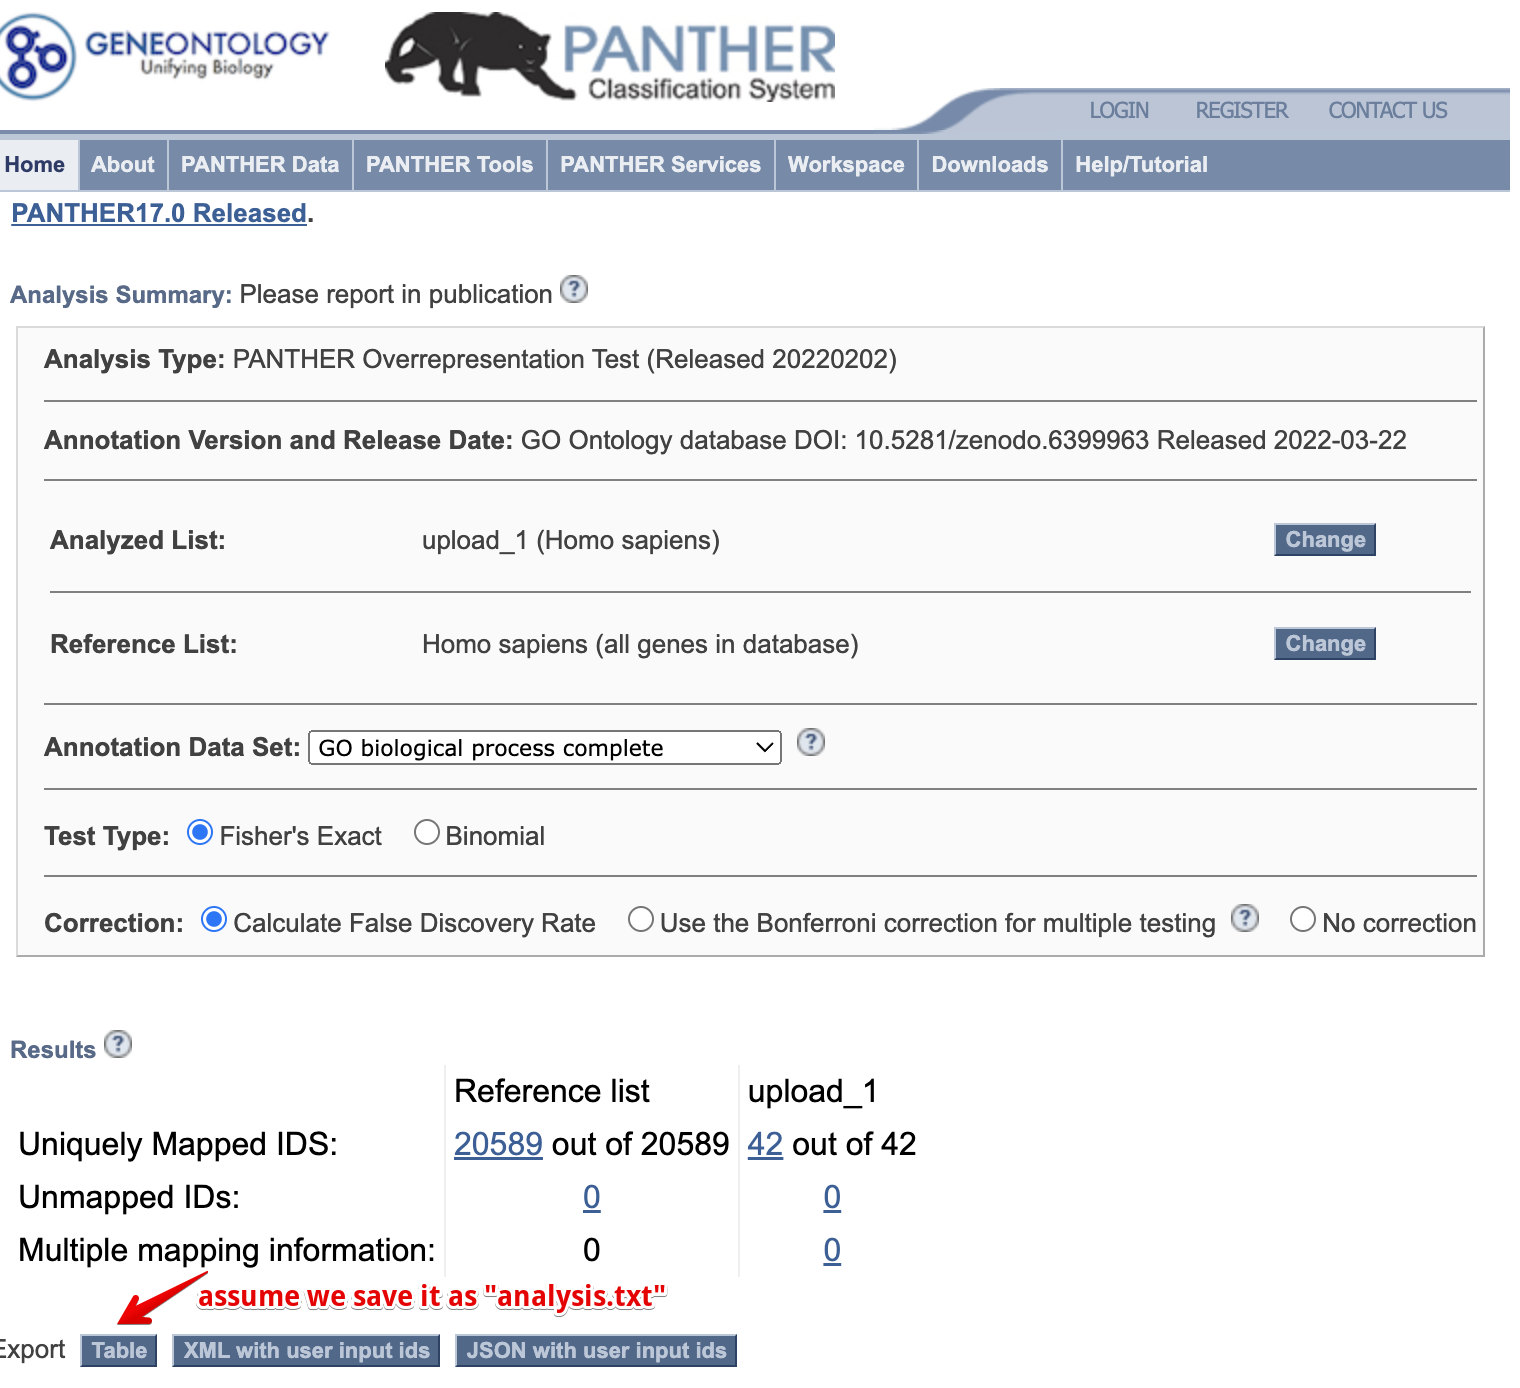 go GENEONTOLOGY
Unifying Biology
PANTHER
Classification System
LOGIN REGISTER CONTACT US
Home About PANTHER Data PANTHER Tools PANTHER Services Workspace Downloads Help/Tutorial
PANTHER17.0 Released.
Analysis Summary: Please report in publication ?
Analysis Type: PANTHER Overrepresentation Test (Released 20220202)
Annotation Version and Release Date: GO Ontology database DOI: 10.5281/zenodo.6399963 Released 2022-03-22
Analyzed List: upload_1 (Homo sapiens) Change
Reference List: Homo sapiens (all genes in database) Change
Annotation Data Set: GO biological process complete ?
Test Type: Fisher's Exact Binomial
Correction: Calculate False Discovery Rate Use the Bonferroni correction for multiple testing ? No correction
Results ?
Reference list upload_1
Uniquely Mapped IDS: 20589 out of 20589 42 out of 42
Unmapped IDs: 0 0
Multiple mapping information: 0 0
assume we save it as "analysis.txt"
Export Table XML with user input ids JSON with user input ids